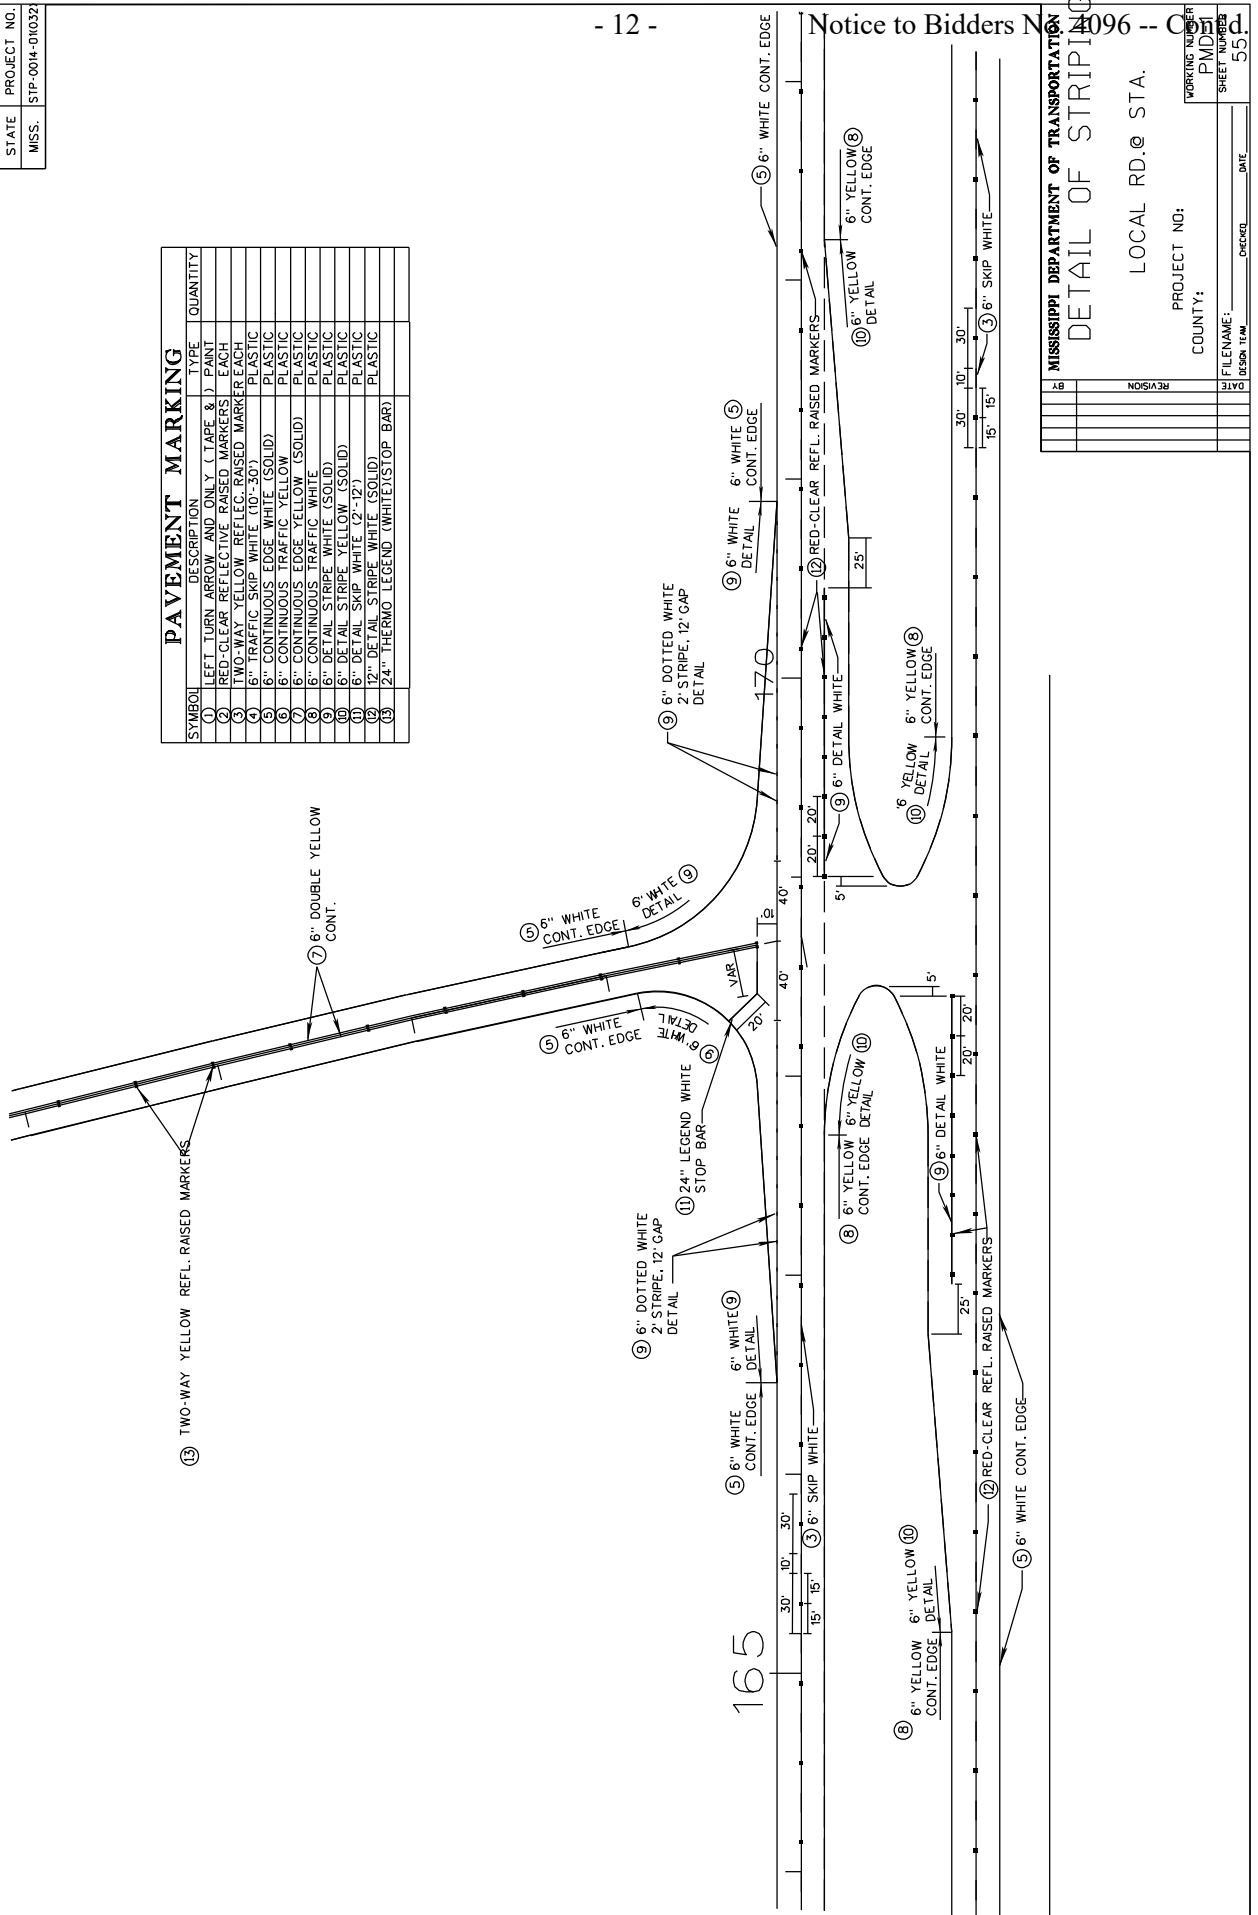 - 12 -
Notice to Bidders No. 4096 -- Cont'd.
STATE
PROJECT NO.
MISS.
STP-0014-01(032)
PAVEMENT MARKING
SYMBOL DESCRIPTION TYPE QUANTITY
1 LEFT TURN ARROW AND ONLY ( TAPE & ) PAINT
2 RED-CLEAR REFLECTIVE RAISED MARKERS EACH
3 TWO-WAY YELLOW REFLEC. RAISED MARKER EACH
4 6" TRAFFIC SKIP WHITE (10'-30') PLASTIC
5 6" CONTINUOUS EDGE WHITE (SOLID) PLASTIC
6 6" CONTINUOUS TRAFFIC YELLOW PLASTIC
7 6" CONTINUOUS EDGE YELLOW (SOLID) PLASTIC
8 6" CONTINUOUS TRAFFIC WHITE PLASTIC
9 6" DETAIL STRIPE WHITE (SOLID) PLASTIC
10 6" DETAIL STRIPE YELLOW (SOLID) PLASTIC
11 6" DETAIL SKIP WHITE (2'-12') PLASTIC
12 12" DETAIL STRIPE WHITE (SOLID) PLASTIC
13 24" THERMO LEGEND (WHITE)(STOP BAR)
13 TWO-WAY YELLOW REFL. RAISED MARKERS
7 6" DOUBLE YELLOW
CONT.
5 6" WHITE
CONT. EDGE
6" WHITE 9
DETAIL
5 6" WHITE
CONT. EDGE
9 6" WHITE
DETAIL
VAR
20'
10'
40'
40'
11 24" LEGEND WHITE
STOP BAR
9 6" DOTTED WHITE
2' STRIPE, 12' GAP
DETAIL
9 6" DOTTED WHITE
2' STRIPE, 12' GAP
DETAIL
5 6" WHITE
CONT. EDGE
6" WHITE 9
DETAIL
9 6" WHITE
DETAIL
6" WHITE 5
CONT. EDGE
5 6" WHITE CONT. EDGE
165
170
30'
10'
30'
15'
15'
3 6" SKIP WHITE
12 RED-CLEAR REFL. RAISED MARKERS
20'
20'
9 6" DETAIL WHITE
5'
25'
10 6" YELLOW
DETAIL
6" YELLOW 8
CONT. EDGE
10 6" YELLOW
DETAIL
6" YELLOW 8
CONT. EDGE
8 6" YELLOW
CONT. EDGE
6" YELLOW 10
DETAIL
5'
20'
20'
9 6" DETAIL WHITE
25'
8 6" YELLOW
CONT. EDGE
6" YELLOW 10
DETAIL
12 RED-CLEAR REFL. RAISED MARKERS
5 6" WHITE CONT. EDGE
30'
10'
30'
15'
15'
3 6" SKIP WHITE
MISSISSIPPI DEPARTMENT OF TRANSPORTATION
DETAIL OF STRIPING
LOCAL RD.@ STA.
PROJECT NO:
COUNTY:
FILENAME:
DESIGN TEAM CHECKED DATE
WORKING NUMBER
PMD-1
SHEET NUMBER
55
BY
REVISION
DATE